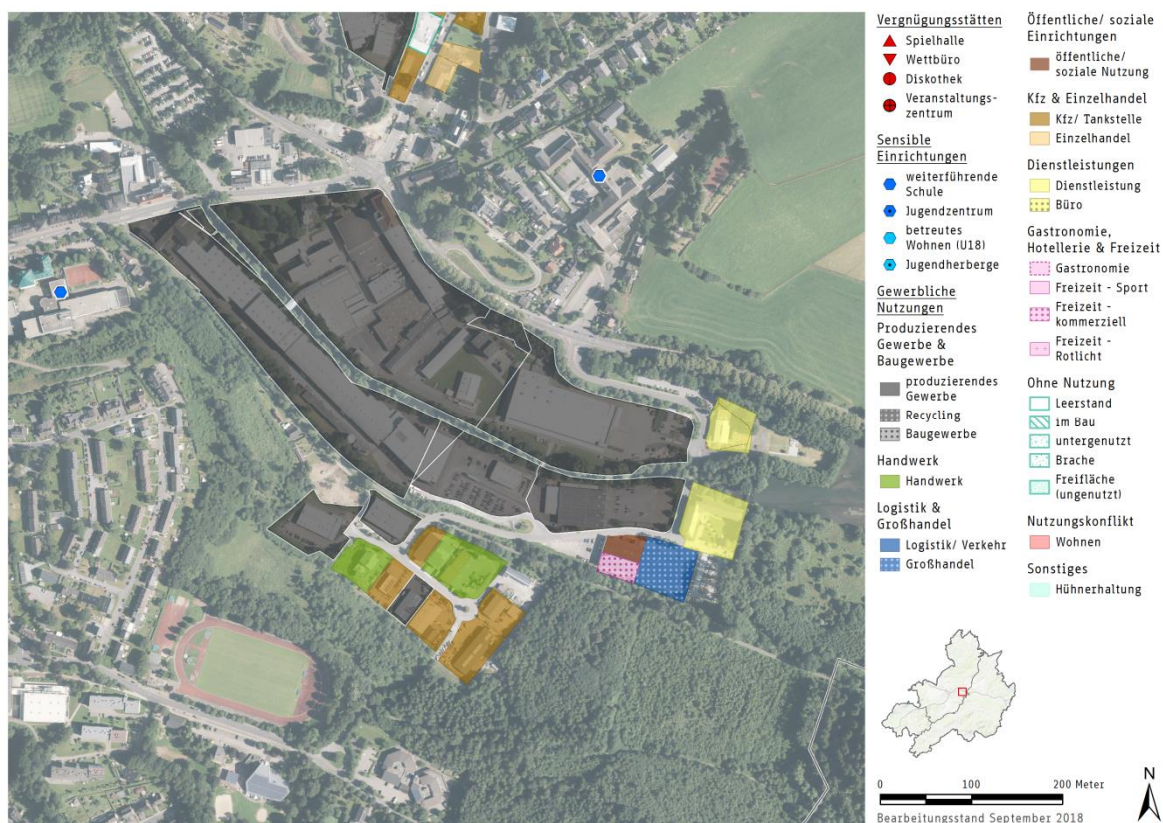 Vergnügungsstätten
Spielhalle
Wettbüro
Diskothek
Veranstaltungs-
zentrum
Sensible
Einrichtungen
weiterführende
Schule
Jugendzentrum
betreutes
Wohnen (U18)
Jugendherberge
Gewerbliche
Nutzungen
Produzierendes
Gewerbe &
Baugewerbe
produzierendes
Gewerbe
Recycling
Baugewerbe
Handwerk
Handwerk
Logistik &
Großhandel
Logistik/ Verkehr
Großhandel
Öffentliche/ soziale
Einrichtungen
öffentliche/
soziale Nutzung
Kfz & Einzelhandel
Kfz/ Tankstelle
Einzelhandel
Dienstleistungen
Dienstleistung
Büro
Gastronomie,
Hotellerie & Freizeit
Gastronomie
Freizeit - Sport
Freizeit -
kommerziell
Freizeit -
Rotlicht
Ohne Nutzung
Leerstand
im Bau
untergenutzt
Brache
Freifläche
(ungenutzt)
Nutzungskonflikt
Wohnen
Sonstiges
Hühnerhaltung
0 100 200 Meter
N
Bearbeitungsstand September 2018